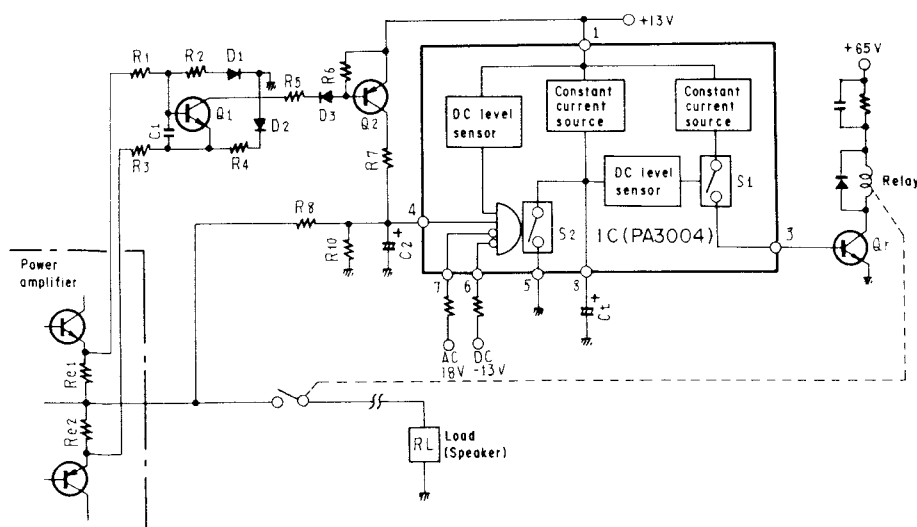 +13V
1
+65V
R1
R2
D1
R5
R6
D3
Q1
Q2
C1
D2
R3
R4
R7
DC level
sensor
Constant
current
source
Constant
current
source
DC level
sensor
S1
Relay
R8
4
R10
C2
+
S2
IC(PA3004)
3
Qr
7
6
5
8
+
Ct
AC
18V
DC
-13V
Power
amplifier
Re1
Re2
RL
Load
(Speaker)